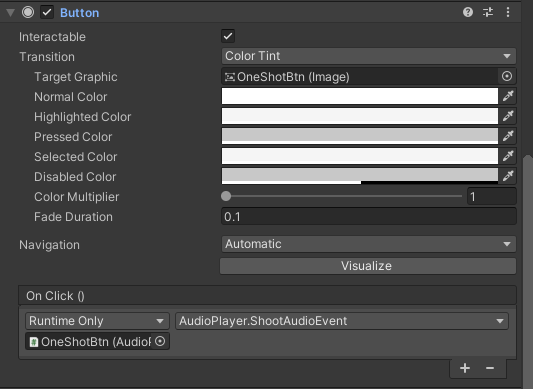 Button
Interactable
Transition Color Tint
Target Graphic OneShotBtn (Image)
Normal Color
Highlighted Color
Pressed Color
Selected Color
Disabled Color
Color Multiplier 1
Fade Duration 0.1
Navigation Automatic
Visualize
On Click ()
Runtime Only AudioPlayer.ShootAudioEvent
OneShotBtn